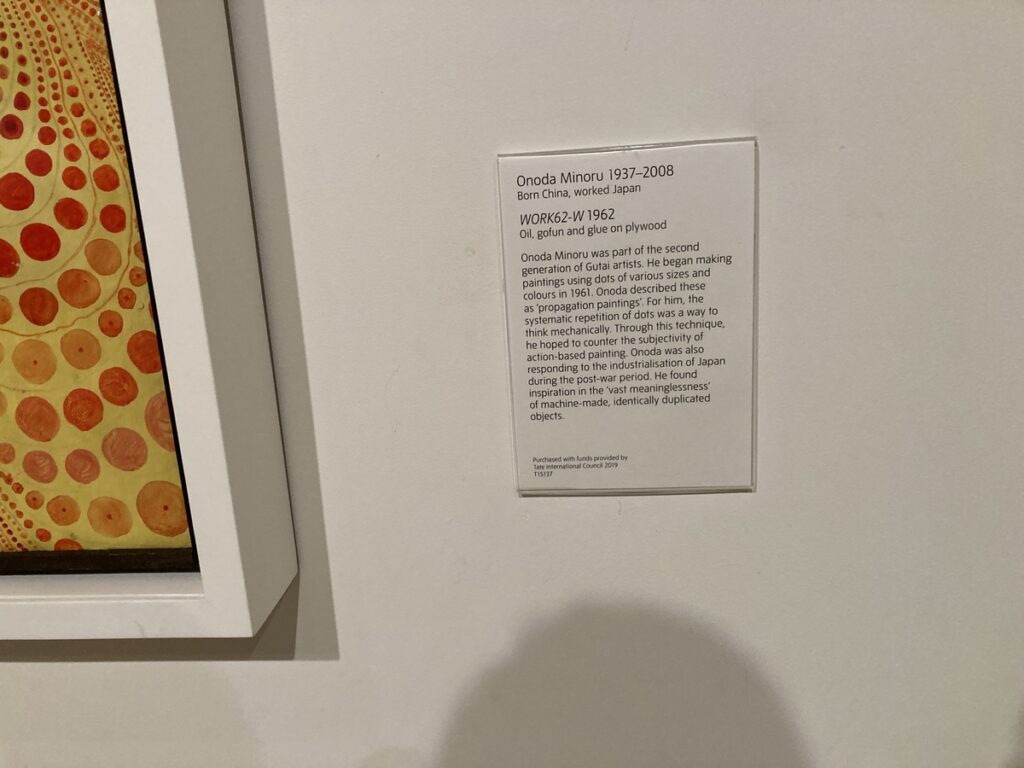 Onoda Minoru 1937–2008
Born China, worked Japan
WORK62-W 1962
Oil, gofun and glue on plywood
Onoda Minoru was part of the second
generation of Gutai artists. He began making
paintings using dots of various sizes and
colours in 1961. Onoda described these
as ‘propagation paintings’. For him, the
systematic repetition of dots was a way to
think mechanically. Through this technique,
he hoped to counter the subjectivity of
action-based painting. Onoda was also
responding to the industrialisation of Japan
during the post-war period. He found
inspiration in the ‘vast meaninglessness’
of machine-made, identically duplicated
objects.
Purchased with funds provided by
Tate International Council 2019
T15137